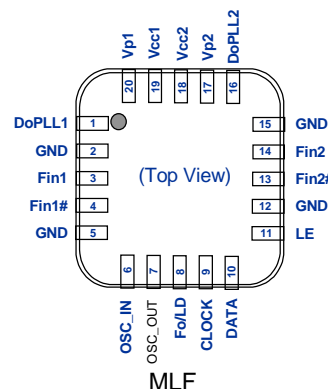 Vp1 Vcc1 Vcc2 Vp2 DoPLL2
20 19 18 17 16
DoPLL1 1 15 GND
GND 2 14 Fin2
Fin1 3 (Top View) 13 Fin2#
Fin1# 4 12 GND
GND 5 11 LE
6 7 8 9 10
OSC_IN OSC_OUT Fo/LD CLOCK DATA
MLF